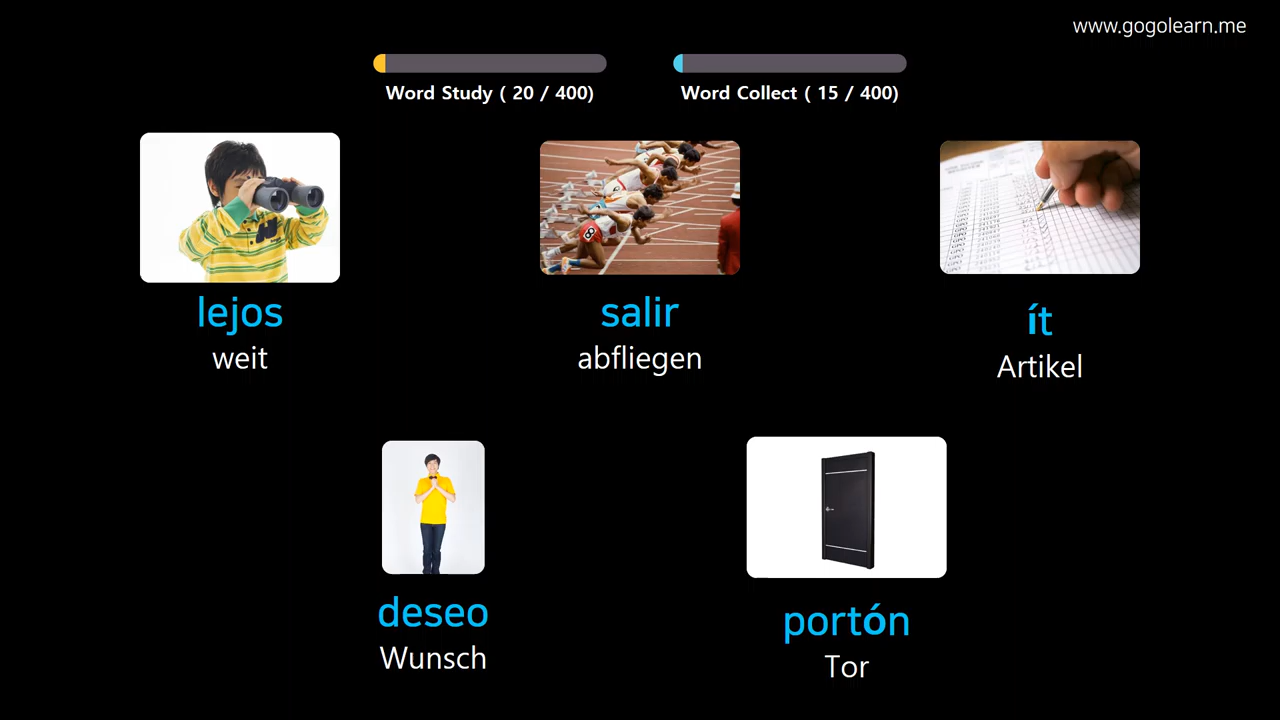 www.gogolearn.me
Word Study ( 20 / 400)
Word Collect ( 15 / 400)
lejos
weit
salir
abfliegen
ít
Artikel
deseo
Wunsch
portón
Tor
8